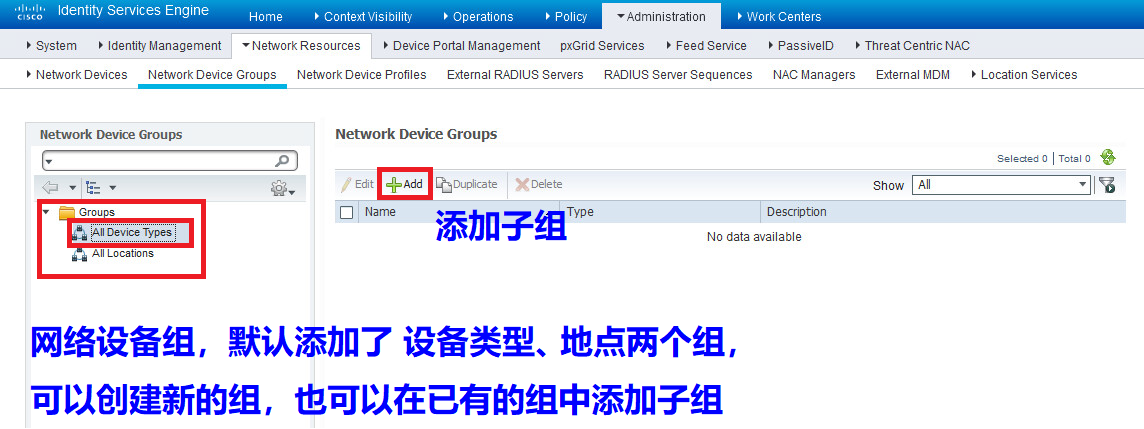 CISCO Identity Services Engine Home Context Visibility Operations Policy Administration Work Centers
System Identity Management Network Resources Device Portal Management pxGrid Services Feed Service PassiveID Threat Centric NAC
Network Devices Network Device Groups Network Device Profiles External RADIUS Servers RADIUS Server Sequences NAC Managers External MDM Location Services
Network Device Groups
Groups
All Device Types
All Locations
Network Device Groups
Selected 0 Total 0
Edit Add Duplicate Delete Show All
Name Type Description
No data available
添加子组
网络设备组，默认添加了 设备类型、地点两个组，
可以创建新的组，也可以在已有的组中添加子组